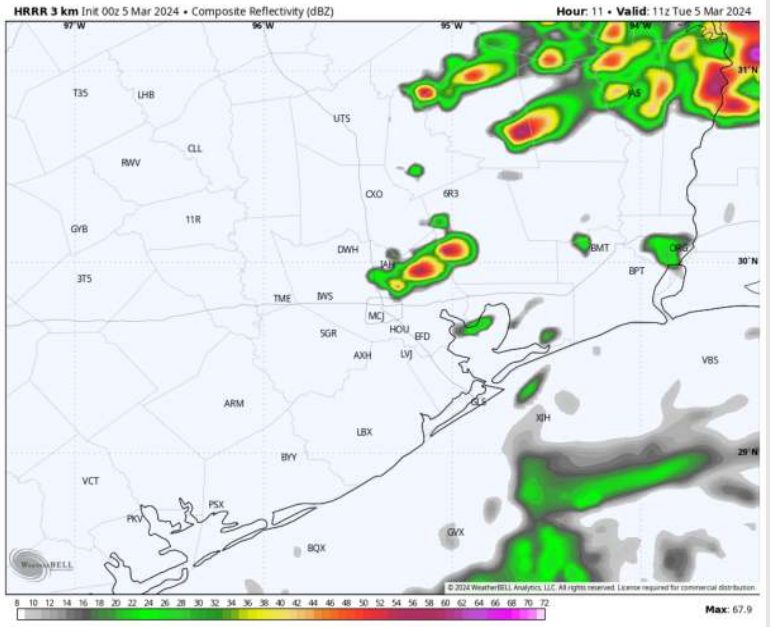 HRRR 3 km Init 00z 5 Mar 2024 • Composite Reflectivity (dBZ)
Hour: 11 • Valid: 11z Tue 5 Mar 2024
97°W 96°W 95°W 94°W
31°N
T35 LHB JAS
UTS
CLL
RWV
CXO 6R3
11R
GYB
DWH BMT ORG
IAH 30°N
3T5 BPT
TME IWS
MCJ
SGR HOU EFD
AXH LVJ VBS
ARM GLS
XIH
LBX
BYY 29°N
VCT
PSX
PKV
GVX
BQX
WEATHERBELL
© 2024 WeatherBELL Analytics, LLC. All rights reserved. License required for commercial distribution.
8 10 12 14 16 18 20 22 24 26 28 30 32 34 36 38 40 42 44 46 48 50 52 54 56 58 60 62 64 66 68 70 72
Max: 67.9